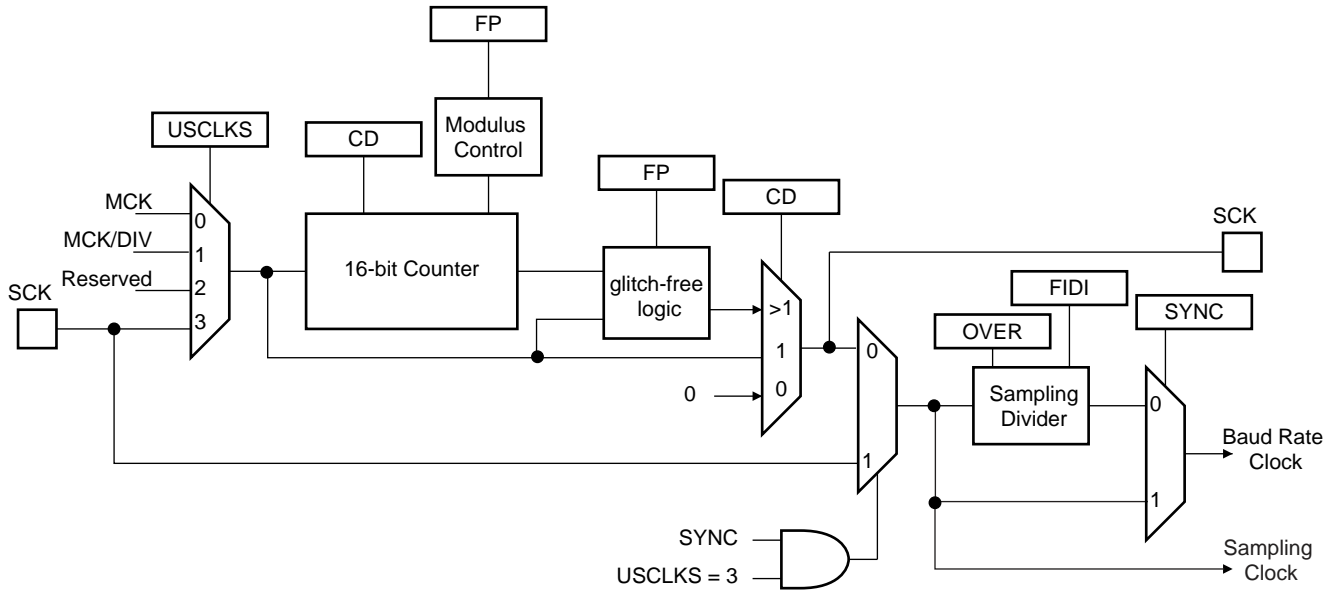 FP
USCLKS
CD
Modulus
Control
FP
CD
SCK
MCK
0
MCK/DIV
1
16-bit Counter
Reserved
2
glitch-free
logic
SCK
3
>1
FIDI
SYNC
OVER
1
0
0
0
Sampling
Divider
0
1
Baud Rate
Clock
1
SYNC
USCLKS = 3
Sampling
Clock